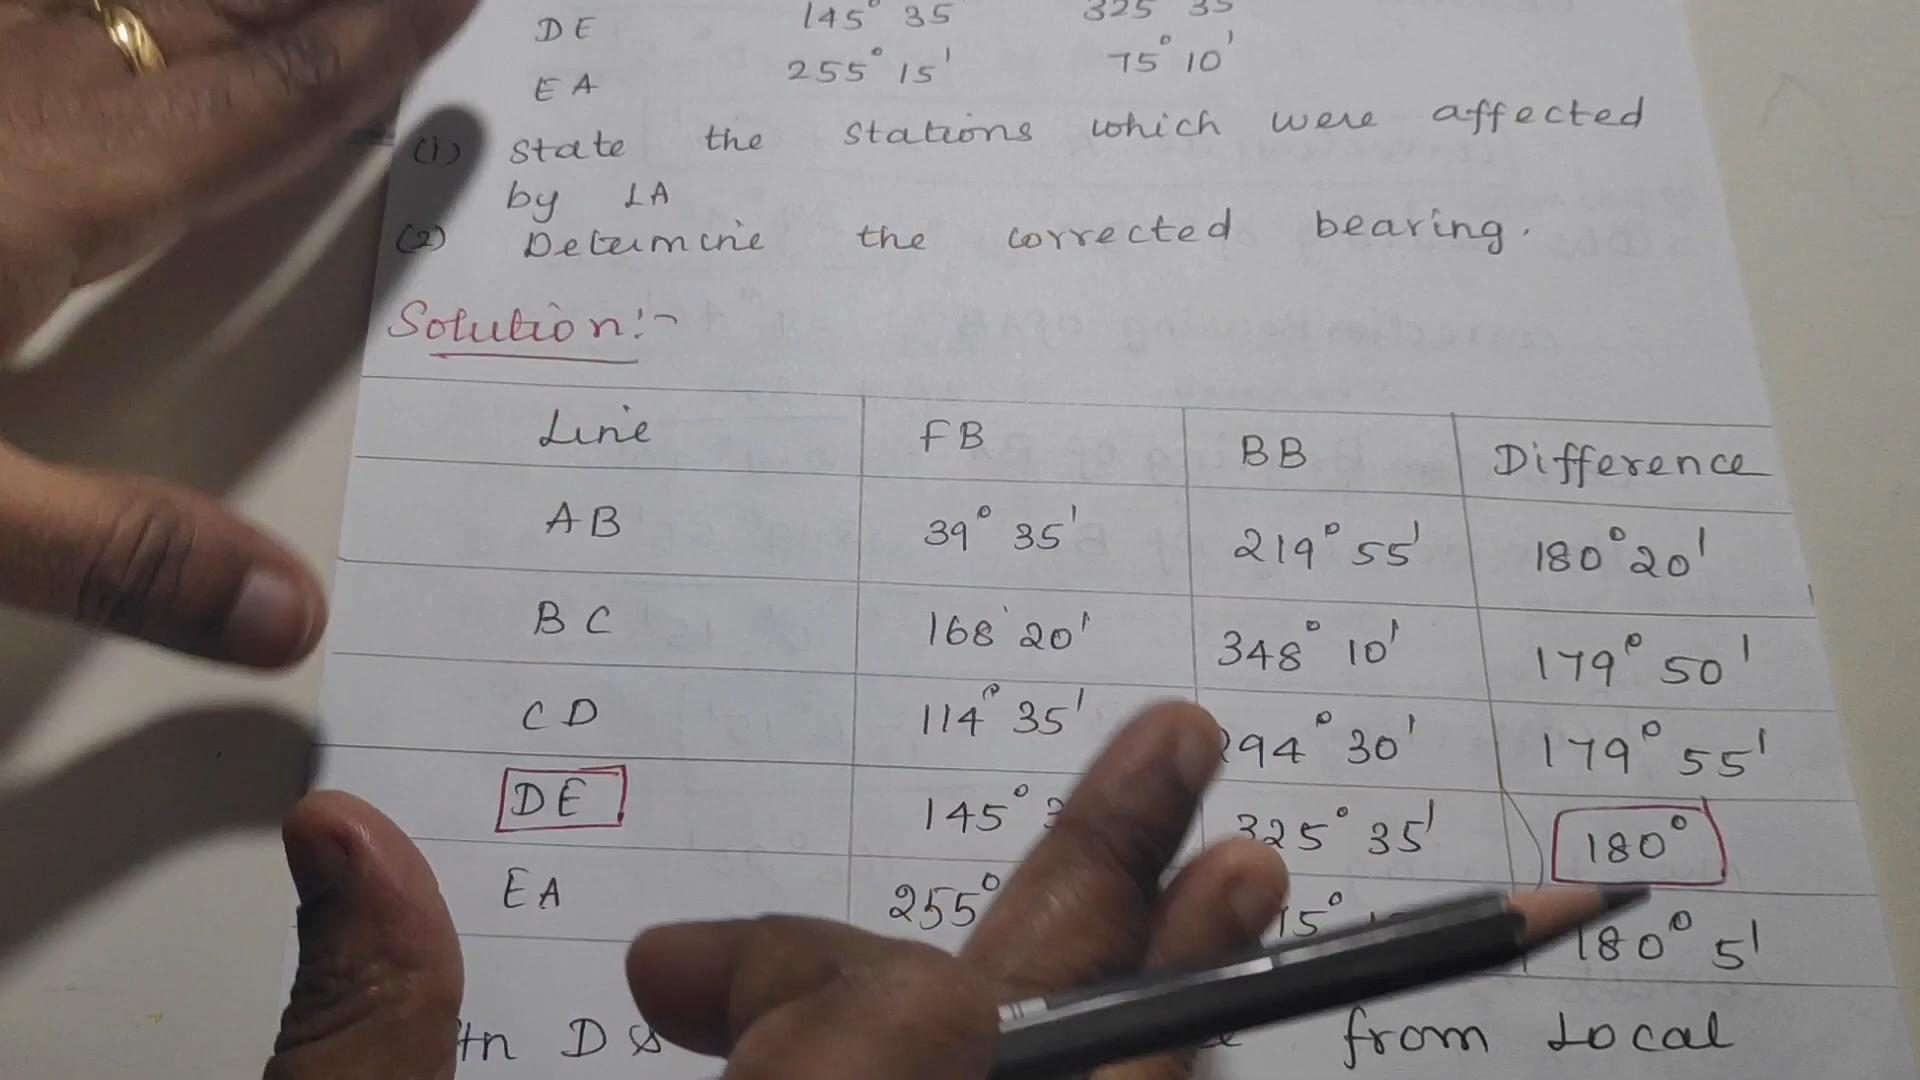 DE 145° 35 325 35
EA 255° 15' 75° 10'
(1) State the stations which were affected
by LA
(2) Determine the corrected bearing.
Solution:-
Line FB BB Difference
AB 39° 35' 219° 55' 180° 20'
BC 168° 20' 348° 10' 179° 50'
CD 114° 35' 294° 30' 179° 55'
DE 145° 325° 35' 180°
EA 255° 180° 5'
D from Local